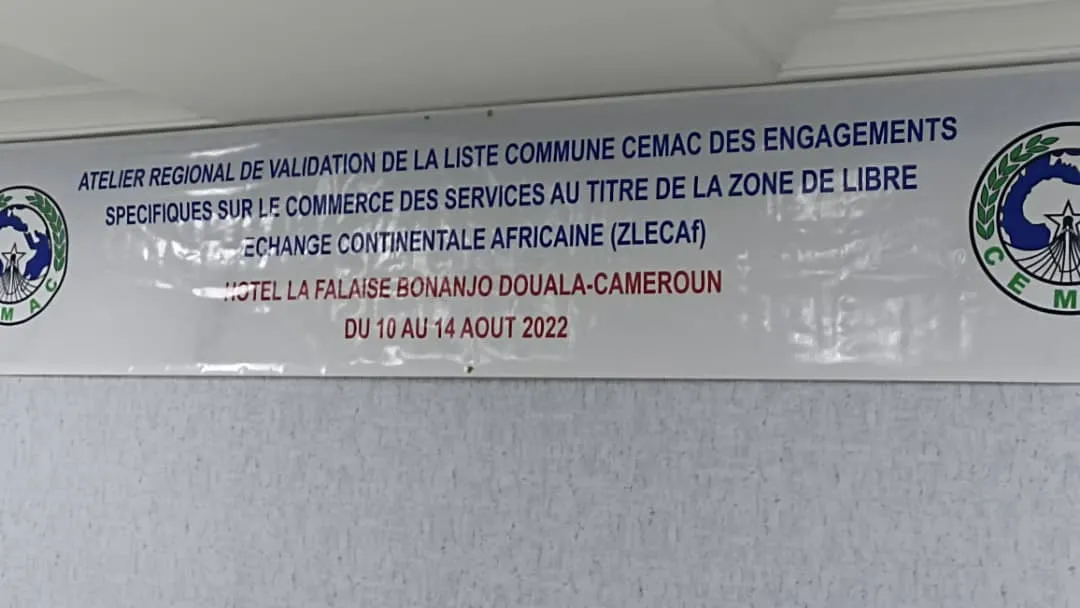 ATELIER REGIONAL DE VALIDATION DE LA LISTE COMMUNE CEMAC DES ENGAGEMENTS
SPECIFIQUES SUR LE COMMERCE DES SERVICES AU TITRE DE LA ZONE DE LIBRE
ECHANGE CONTINENTALE AFRICAINE (ZLECAf)
HOTEL LA FALAISE BONANJO DOUALA-CAMEROUN
DU 10 AU 14 AOUT 2022
M A C
C E M